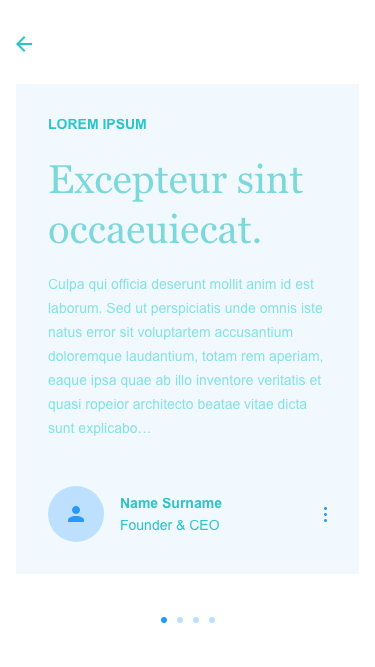 LOREM IPSUM
Excepteur sint
occaeuiecat.
Culpa qui officia deserunt mollit anim id est
laborum. Sed ut perspiciatis unde omnis iste
natus error sit voluptatem accusantium
doloremque laudantium, totam rem aperiam,
eaque ipsa quae ab illo inventore veritatis et
quasi ropeior architecto beatae vitae dicta
sunt explicabo…
Name Surname
Founder & CEO